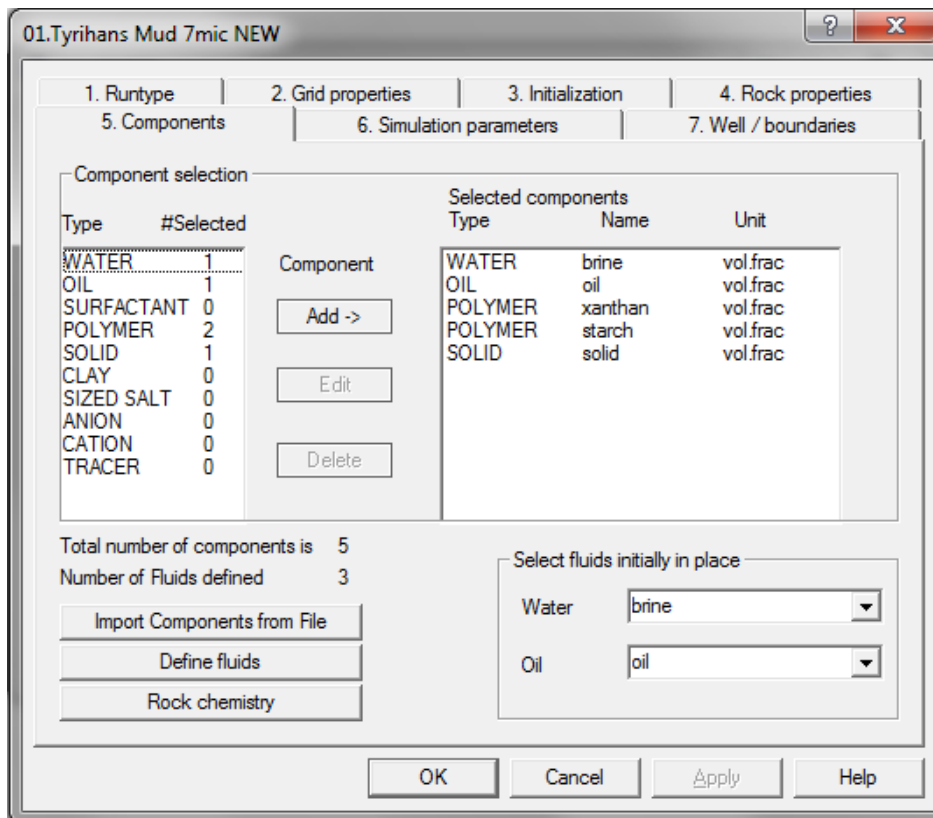 01.Tyrihans Mud 7mic NEW
1. Runtype 2. Grid properties 3. Initialization 4. Rock properties
5. Components 6. Simulation parameters 7. Well / boundaries
Component selection
Type #Selected
WATER 1
OIL 1
SURFACTANT 0
POLYMER 2
SOLID 1
CLAY 0
SIZED SALT 0
ANION 0
CATION 0
TRACER 0
Component
Add ->
Edit
Delete
Selected components
Type Name Unit
WATER brine vol.frac
OIL oil vol.frac
POLYMER xanthan vol.frac
POLYMER starch vol.frac
SOLID solid vol.frac
Total number of components is 5
Number of Fluids defined 3
Import Components from File
Define fluids
Rock chemistry
Select fluids initially in place
Water brine
Oil oil
OK Cancel Apply Help